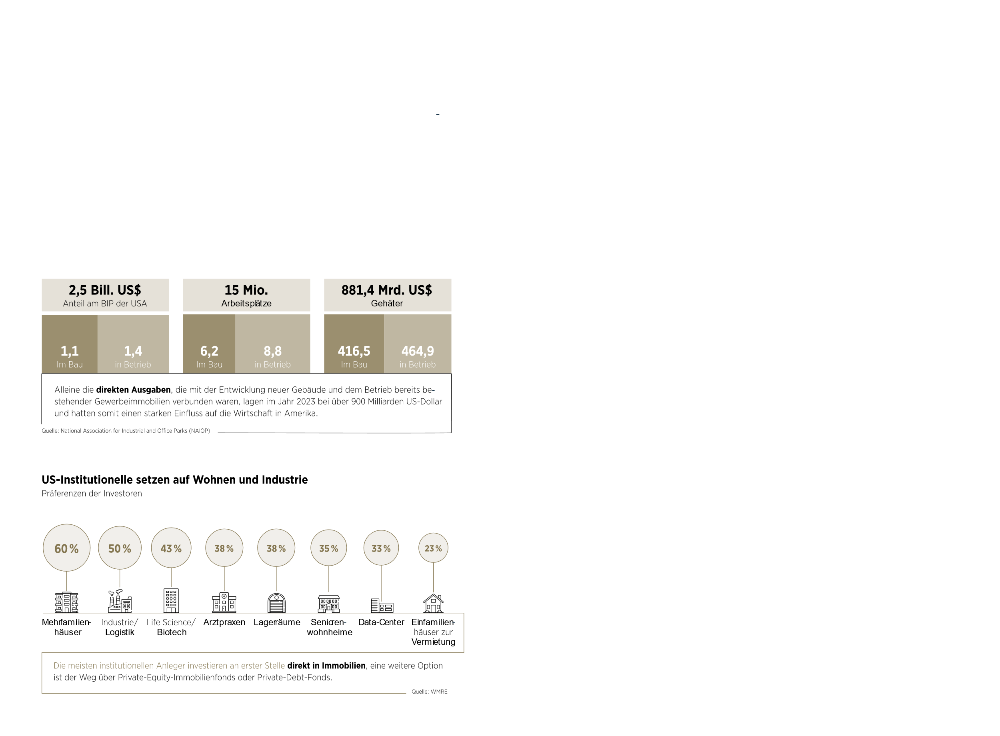 2,5 Bill. US$
Anteil am BIP der USA
15 Mio.
Arbeitsplätze
881,4 Mrd. US$
Gehäter
1,1
Im Bau
1,4
in Betrieb
6,2
Im Bau
8,8
in Betrieb
416,5
Im Bau
464,9
in Betrieb
Alleine die direkten Ausgaben, die mit der Entwicklung neuer Gebäude und dem Betrieb bereits be-
stehender Gewerbeimmobilien verbunden waren, lagen im Jahr 2023 bei über 900 Milliarden US-Dollar
und hatten somit einen starken Einfluss auf die Wirtschaft in Amerika.
Quelle: National Association for Industrial and Office Parks (NAIOP)
US-Institutionelle setzen auf Wohnen und Industrie
Präferenzen der Investoren
60 %
50 %
43 %
38 %
38 %
35 %
33 %
23 %
Mehrfamilien-
häuser
Industrie/
Logistik
Life Science/
Biotech
Arztpraxen
Lagerräume
Senioren-
wohnheime
Data-Center
Einfamilien-
häuser zur
Vermietung
Die meisten institutionellen Anleger investieren an erster Stelle direkt in Immobilien, eine weitere Option
ist der Weg über Private-Equity-Immobilienfonds oder Private-Debt-Fonds.
Quelle: WMRE